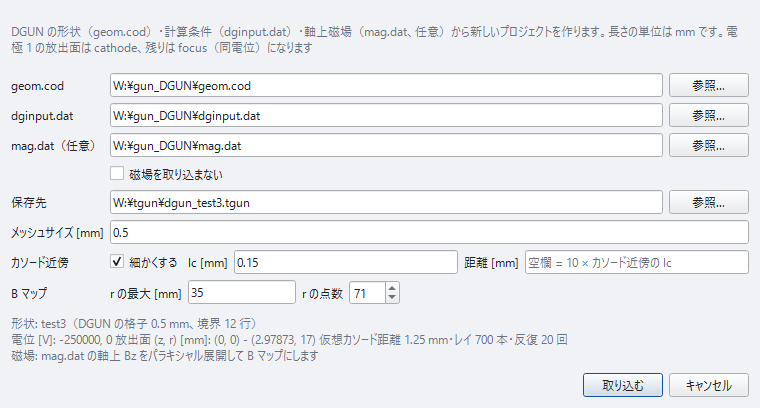 DGUN の形状（geom.cod）・計算条件（dginput.dat）・軸上磁場（mag.dat、任意）から新しいプロジェクトを作ります。長さの単位は mm です。電
極 1 の放出面は cathode、残りは focus（同電位）になります
geom.cod W:¥gun_DGUN¥geom.cod 参照...
dginput.dat W:¥gun_DGUN¥dginput.dat 参照...
mag.dat（任意） W:¥gun_DGUN¥mag.dat 参照...
磁場を取り込まない
保存先 W:¥tgun¥dgun_test3.tgun 参照...
メッシュサイズ [mm] 0.5
カソード近傍 細かくする lc [mm] 0.15 距離 [mm] 空欄 = 10 × カソード近傍の lc
B マップ r の最大 [mm] 35 r の点数 71
形状: test3（DGUN の格子 0.5 mm、境界 12 行）
電位 [V]: -250000, 0 放出面 (z, r) [mm]: (0, 0) - (2.97873, 17) 仮想カソード距離 1.25 mm・レイ 700 本・反復 20 回
磁場: mag.dat の軸上 Bz をパラキシャル展開して B マップにします
取り込む キャンセル